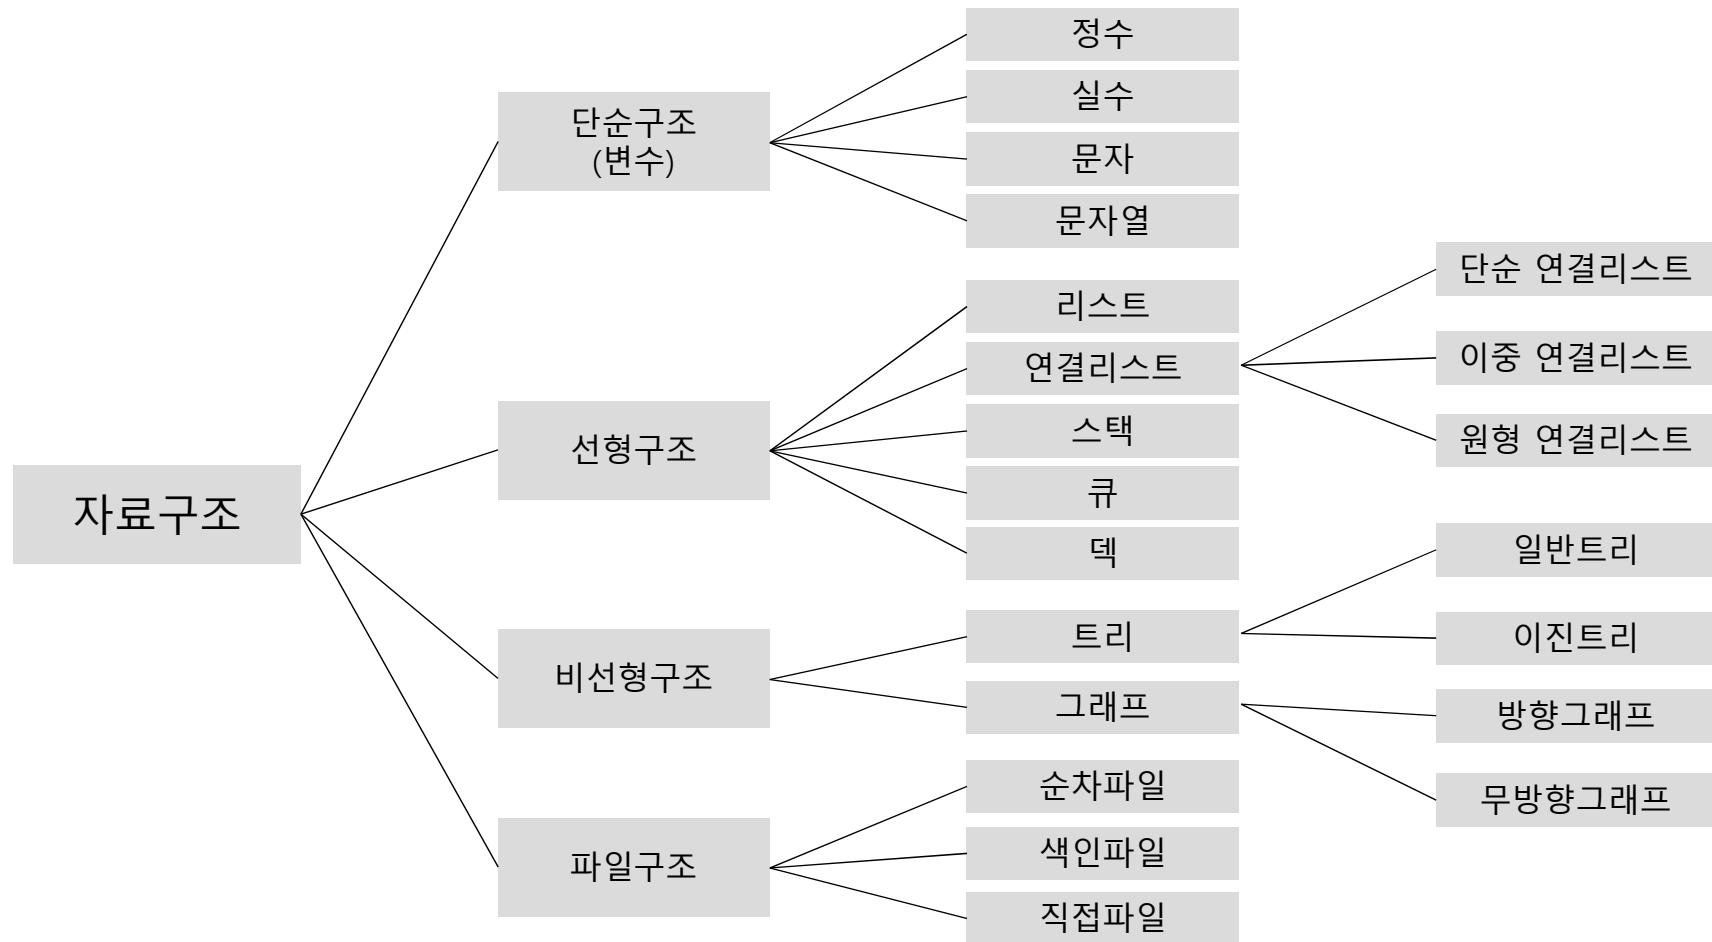 자료구조
단순구조
(변수)
정수
실수
문자
문자열
선형구조
리스트
연결리스트
단순 연결리스트
이중 연결리스트
원형 연결리스트
스택
큐
덱
비선형구조
트리
일반트리
이진트리
그래프
방향그래프
무방향그래프
파일구조
순차파일
색인파일
직접파일